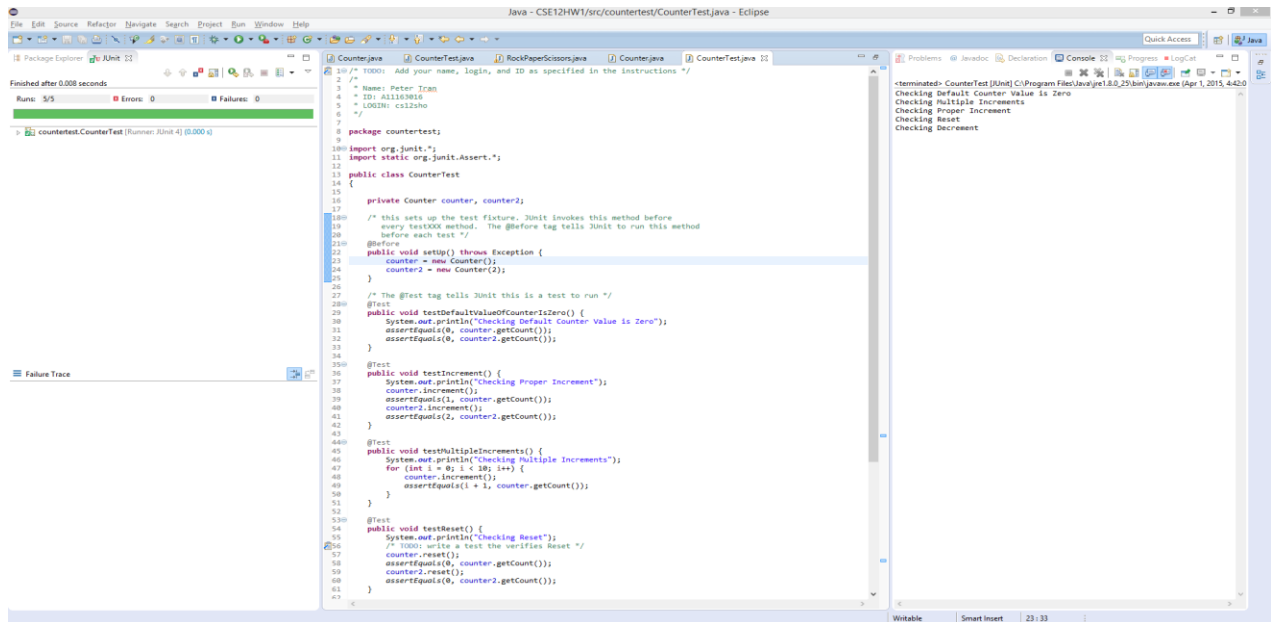 Java - CSE12HW1/src/countertest/CounterTest.java - Eclipse
File Edit Source Refactor Navigate Search Project Run Window Help
Quick Access
Java
Package Explorer JUnit
Finished after 0.008 seconds
Runs: 5/5 Errors: 0 Failures: 0
countertest.CounterTest [Runner: JUnit 4] (0.000 s)
Failure Trace
Counter.java CounterTest.java RockPaperScissors.java Counter.java CounterTest.java
1 /* TODO: Add your name, login, and ID as specified in the instructions */
2 /*
3 * Name: Peter Tran
4 * ID: A11163016
5 * LOGIN: cs12sho
6 */
7
8 package countertest;
9
10 import org.junit.*;
11 import static org.junit.Assert.*;
12
13 public class CounterTest
14 {
15
16 private Counter counter, counter2;
17
18 /* this sets up the test fixture. JUnit invokes this method before
19 every testXXX method. The @Before tag tells JUnit to run this method
20 before each test */
21 @Before
22 public void setUp() throws Exception {
23 counter = new Counter();
24 counter2 = new Counter(2);
25 }
26
27 /* The @Test tag tells JUnit this is a test to run */
28 @Test
29 public void testDefaultValueOfCounterIsZero() {
30 System.out.println("Checking Default Counter Value is Zero");
31 assertEquals(0, counter.getCount());
32 assertEquals(0, counter2.getCount());
33 }
34
35 @Test
36 public void testIncrement() {
37 System.out.println("Checking Proper Increment");
38 counter.increment();
39 assertEquals(1, counter.getCount());
40 counter2.increment();
41 assertEquals(2, counter2.getCount());
42 }
43
44 @Test
45 public void testMultipleIncrements() {
46 System.out.println("Checking Multiple Increments");
47 for (int i = 0; i < 10; i++) {
48 counter.increment();
49 assertEquals(i + 1, counter.getCount());
50 }
51 }
52
53 @Test
54 public void testReset() {
55 System.out.println("Checking Reset");
56 /* TODO: write a test the verifies Reset */
57 counter.reset();
58 assertEquals(0, counter.getCount());
59 counter2.reset();
60 assertEquals(0, counter2.getCount());
61 }
62
Problems Javadoc Declaration Console Progress LogCat
<terminated> CounterTest [JUnit] C:\Program Files\Java\jre1.8.0_25\bin\javaw.exe (Apr 1, 2015, 4:42:0
Checking Default Counter Value is Zero
Checking Multiple Increments
Checking Proper Increment
Checking Reset
Checking Decrement
Writable Smart Insert 23 : 33